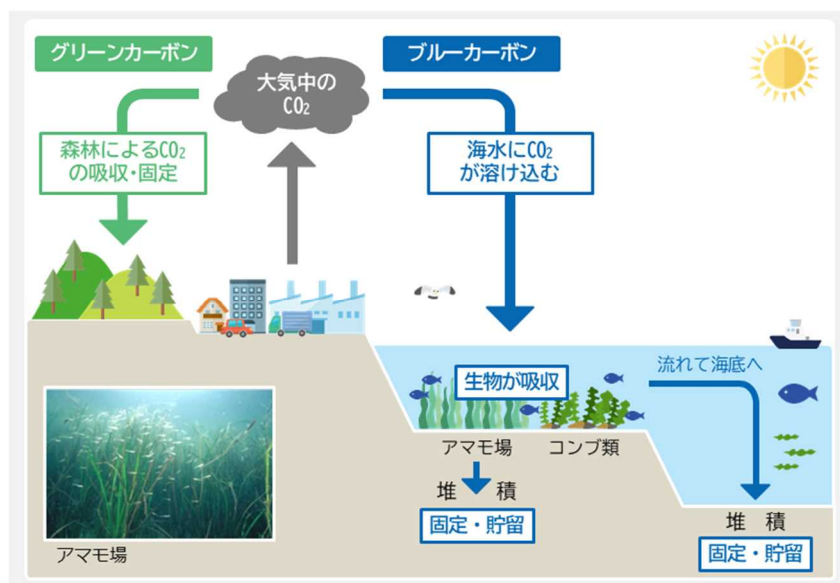 グリーンカーボン
大気中の
CO₂
ブルーカーボン
森林によるCO₂
の吸収・固定
海水にCO₂
が溶け込む
生物が吸収
流れて海底へ
アマモ場
コンブ類
堆 積
固定・貯留
堆 積
固定・貯留
アマモ場